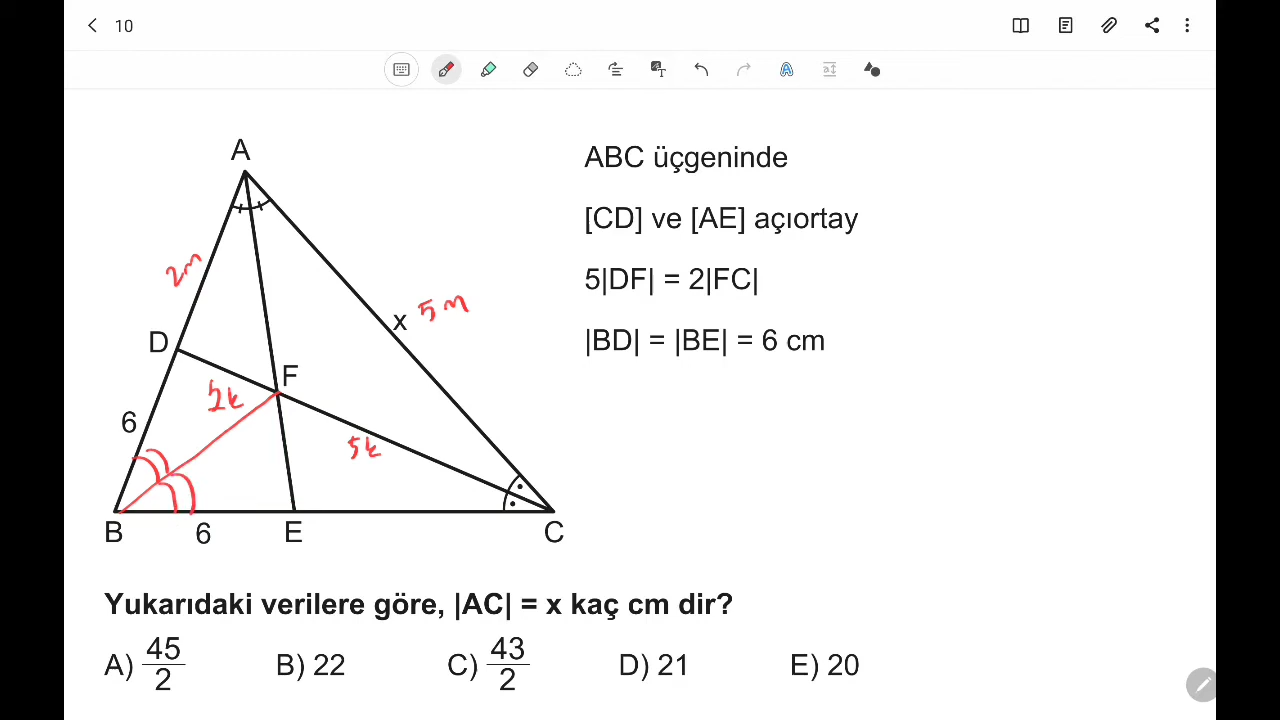 10
A
ABC üçgeninde
[CD] ve [AE] açıortay
2m
5|DF| = 2|FC|
x 5m
D
|BD| = |BE| = 6 cm
F
2k
6
5k
B 6 E C
Yukarıdaki verilere göre, |AC| = x kaç cm dir?
A) 45/2 B) 22 C) 43/2 D) 21 E) 20